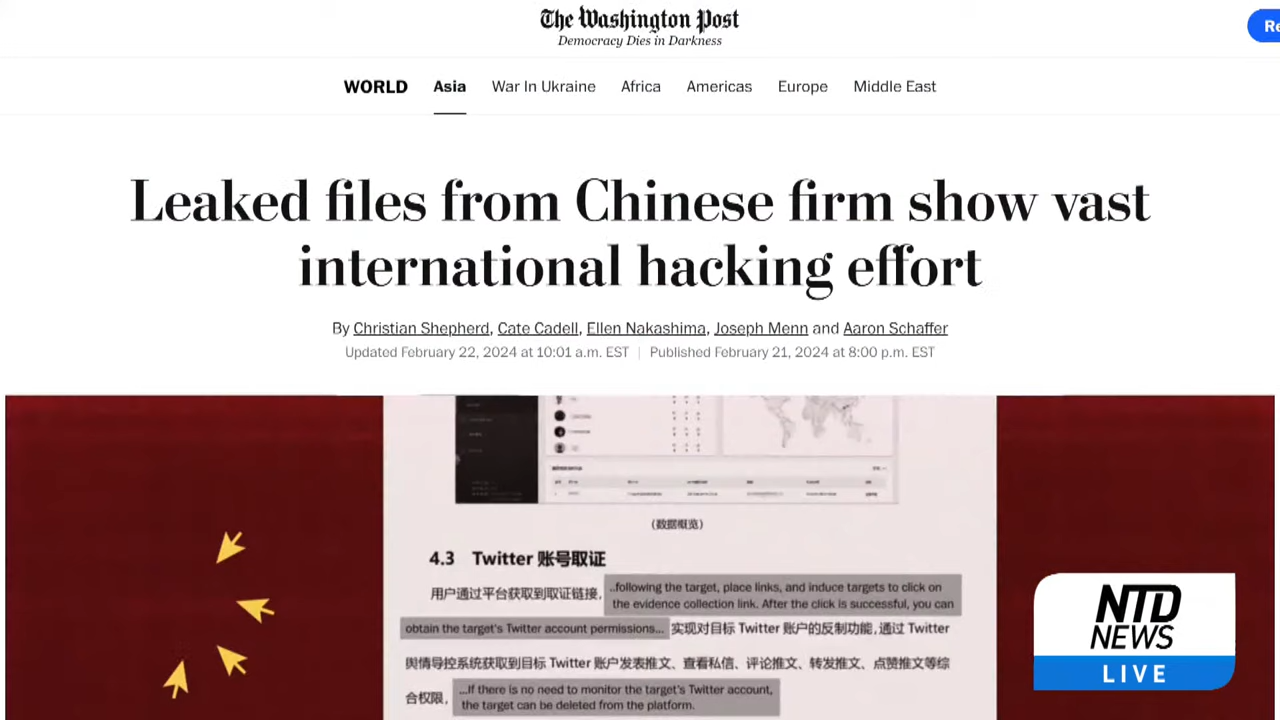 The Washington Post
Democracy Dies in Darkness
Re
WORLD Asia War In Ukraine Africa Americas Europe Middle East
Leaked files from Chinese firm show vast
international hacking effort
By Christian Shepherd, Cate Cadell, Ellen Nakashima, Joseph Menn and Aaron Schaffer
Updated February 22, 2024 at 10:01 a.m. EST | Published February 21, 2024 at 8:00 p.m. EST
(数据概览)
4.3 Twitter 账号取证
用户通过平台获取到取证链接,
..following the target, place links, and induce targets to click on
the evidence collection link. After the click is successful, you can
obtain the target's Twitter account permissions... 实现对目标 Twitter 账户的反制功能,通过 Twitter
舆情导控系统获取到目标 Twitter 账户发表推文、查看私信、评论推文、转发推文、点赞推文等综
合权限,
...If there is no need to monitor the target's Twitter account,
the target can be deleted from the platform.
NTD
NEWS
LIVE